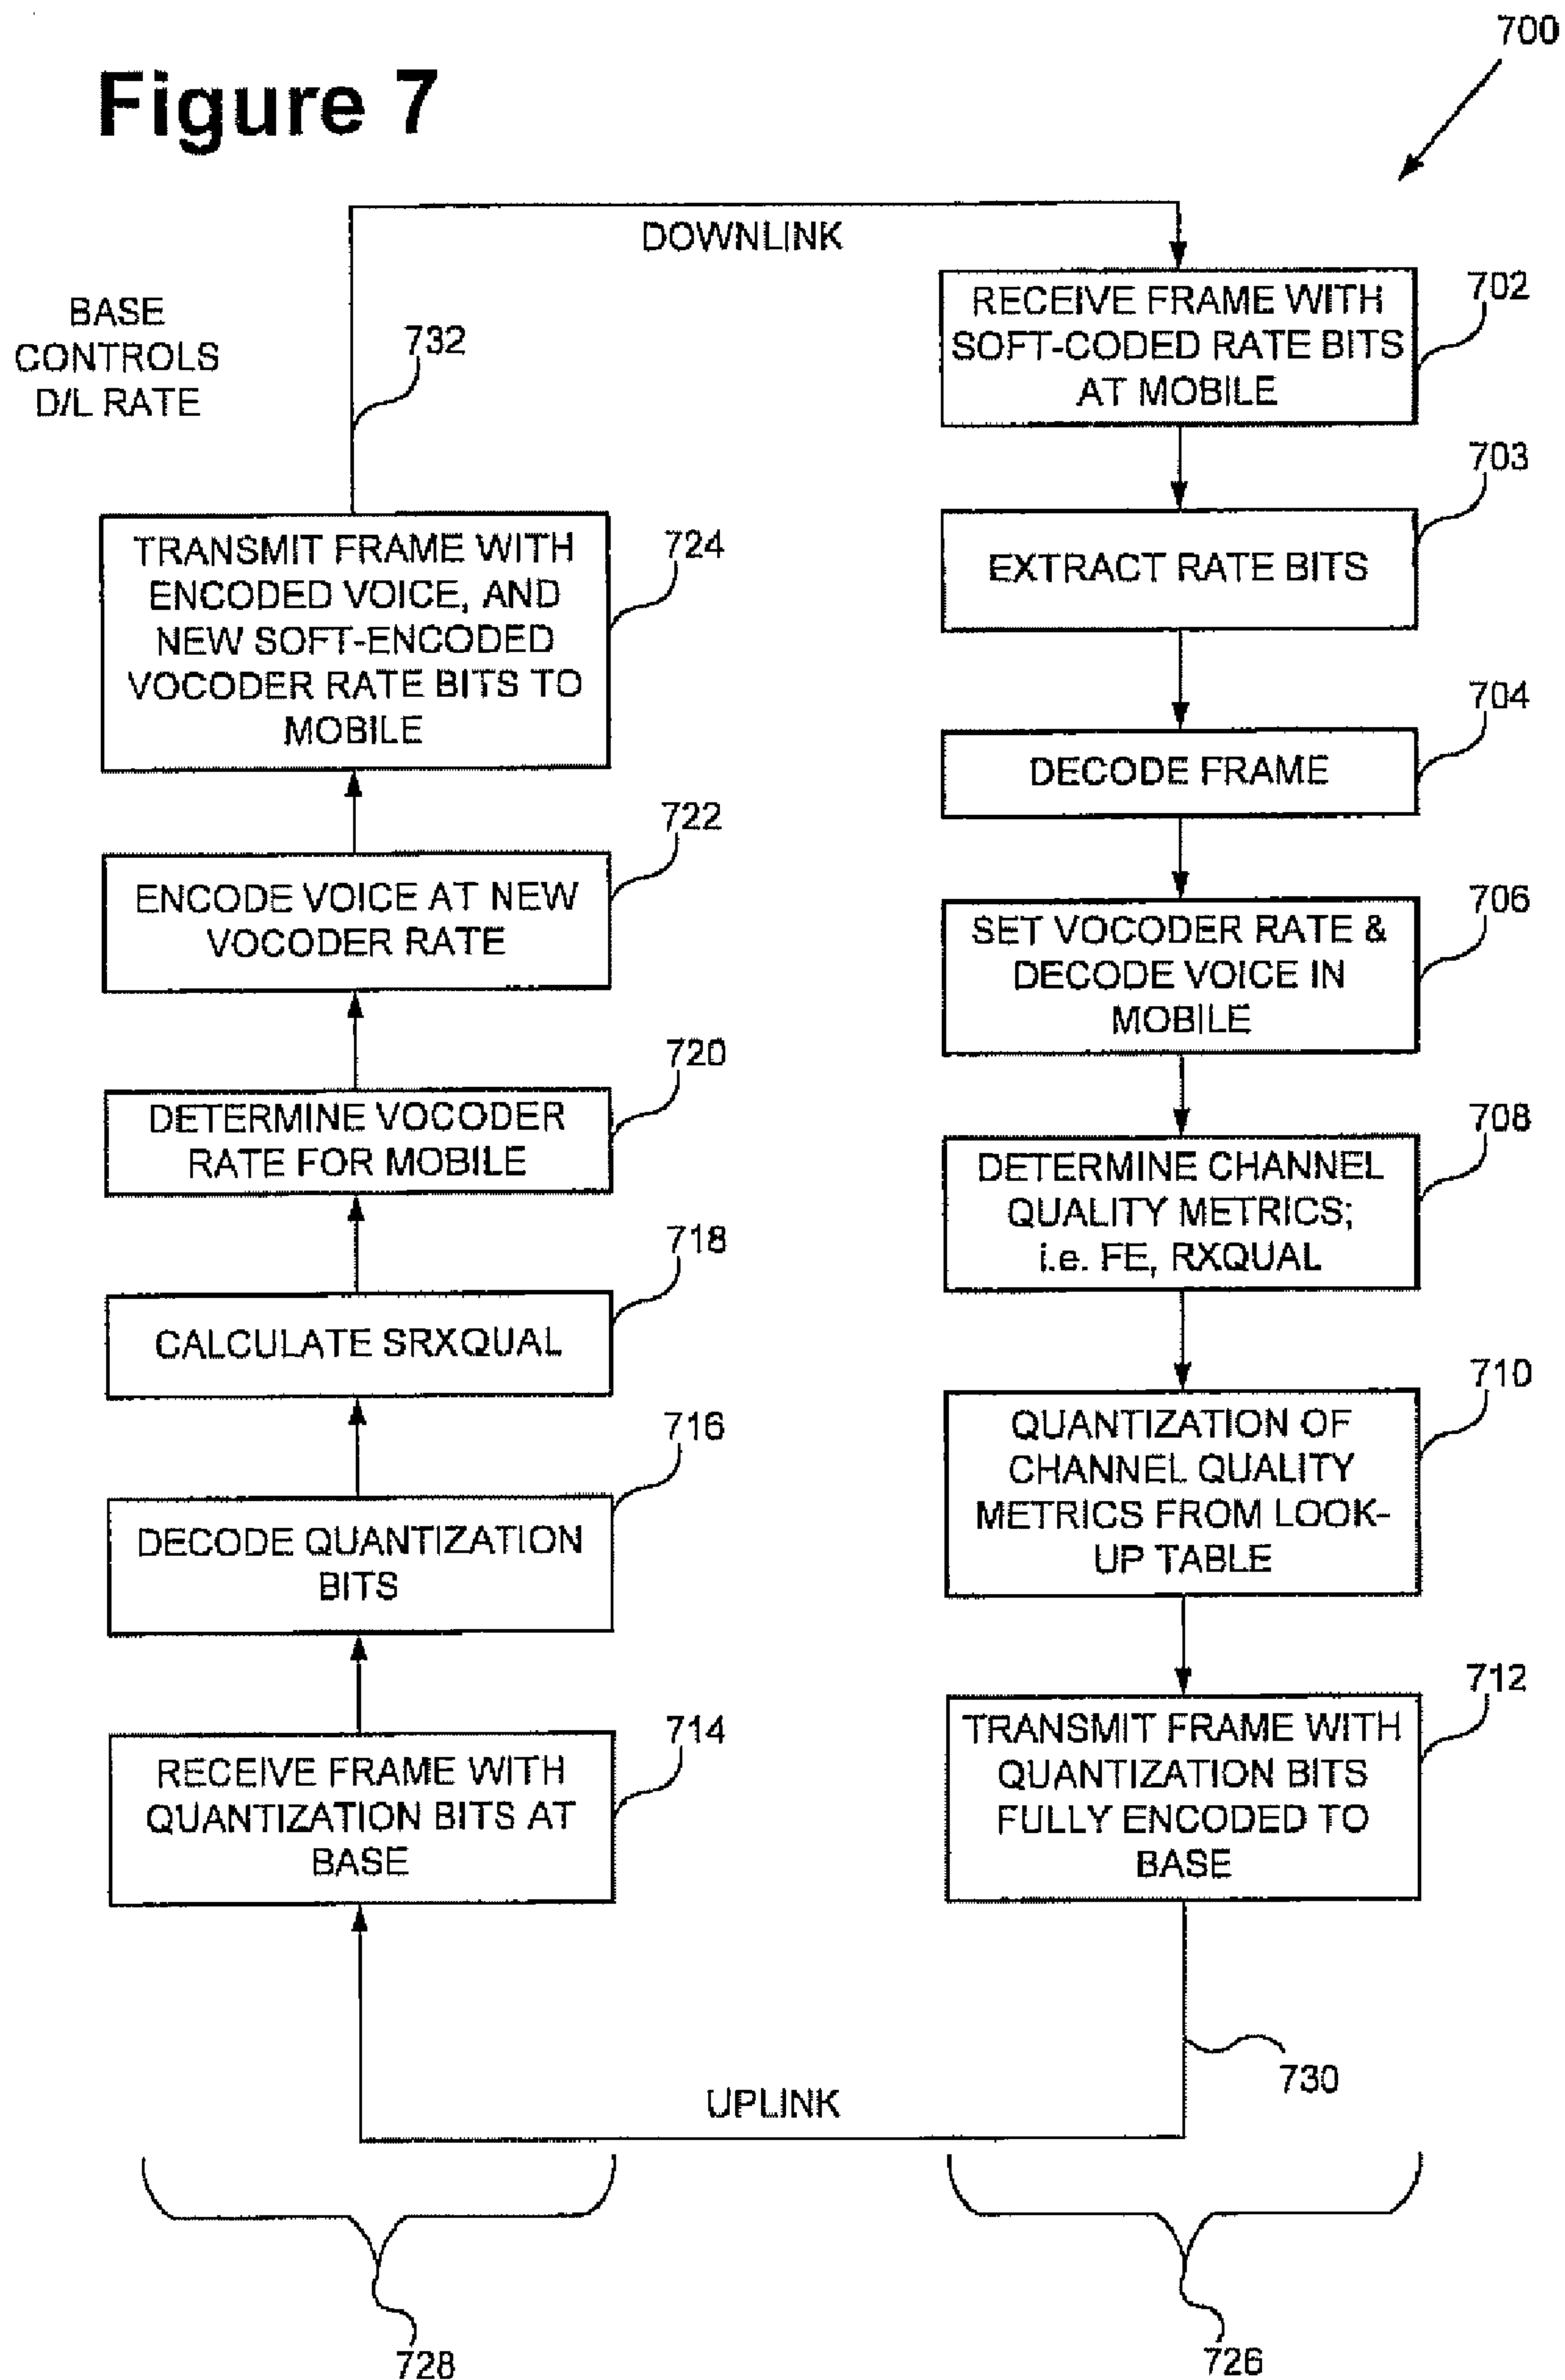 Figure 7
700
DOWNLINK
BASE
CONTROLS
D/L RATE
732
RECEIVE FRAME WITH
SOFT-CODED RATE BITS
AT MOBILE
702
EXTRACT RATE BITS
703
DECODE FRAME
704
SET VOCODER RATE &
DECODE VOICE IN
MOBILE
706
DETERMINE CHANNEL
QUALITY METRICS;
i.e. FE, RXQUAL
708
QUANTIZATION OF
CHANNEL QUALITY
METRICS FROM LOOK-
UP TABLE
710
TRANSMIT FRAME WITH
QUANTIZATION BITS
FULLY ENCODED TO
BASE
712
730
UPLINK
RECEIVE FRAME WITH
QUANTIZATION BITS AT
BASE
714
DECODE QUANTIZATION
BITS
716
CALCULATE SRXQUAL
718
DETERMINE VOCODER
RATE FOR MOBILE
720
ENCODE VOICE AT NEW
VOCODER RATE
722
TRANSMIT FRAME WITH
ENCODED VOICE, AND
NEW SOFT-ENCODED
VOCODER RATE BITS TO
MOBILE
724
728
726